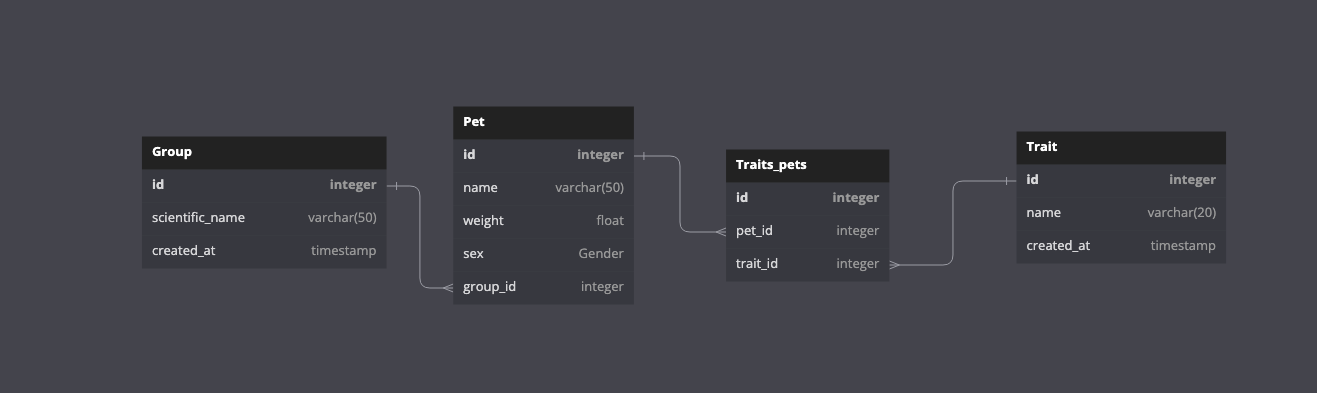 Group
id integer
scientific_name varchar(50)
created_at timestamp
Pet
id integer
name varchar(50)
weight float
sex Gender
group_id integer
Traits_pets
id integer
pet_id integer
trait_id integer
Trait
id integer
name varchar(20)
created_at timestamp